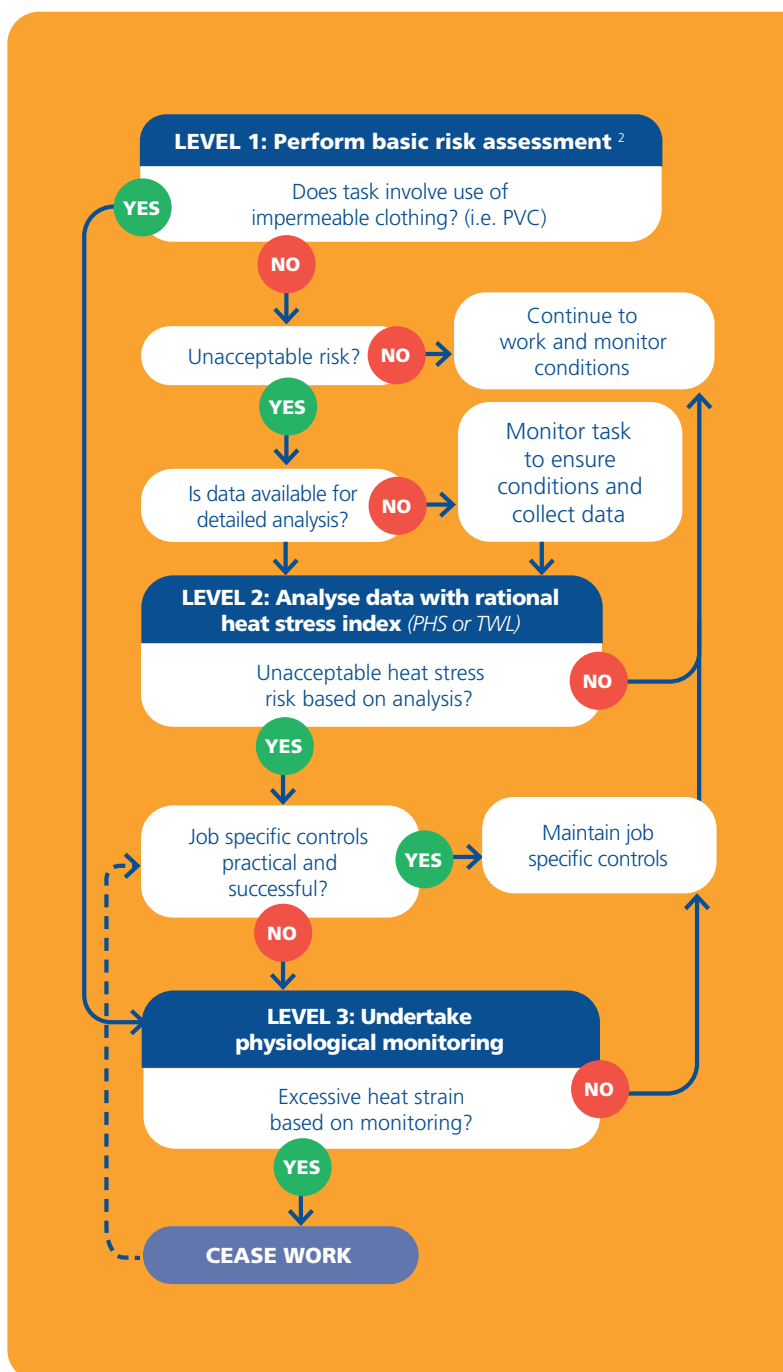 LEVEL 1: Perform basic risk assessment ²
Does task involve use of
impermeable clothing? (i.e. PVC)
YES
NO
Unacceptable risk?
NO
Continue to
work and monitor
conditions
YES
Is data available for
detailed analysis?
NO
Monitor task
to ensure
conditions and
collect data
LEVEL 2: Analyse data with rational
heat stress index (PHS or TWL)
Unacceptable heat stress
risk based on analysis?
NO
YES
Job specific controls
practical and
successful?
YES
Maintain job
specific controls
NO
LEVEL 3: Undertake
physiological monitoring
Excessive heat strain
based on monitoring?
NO
YES
CEASE WORK